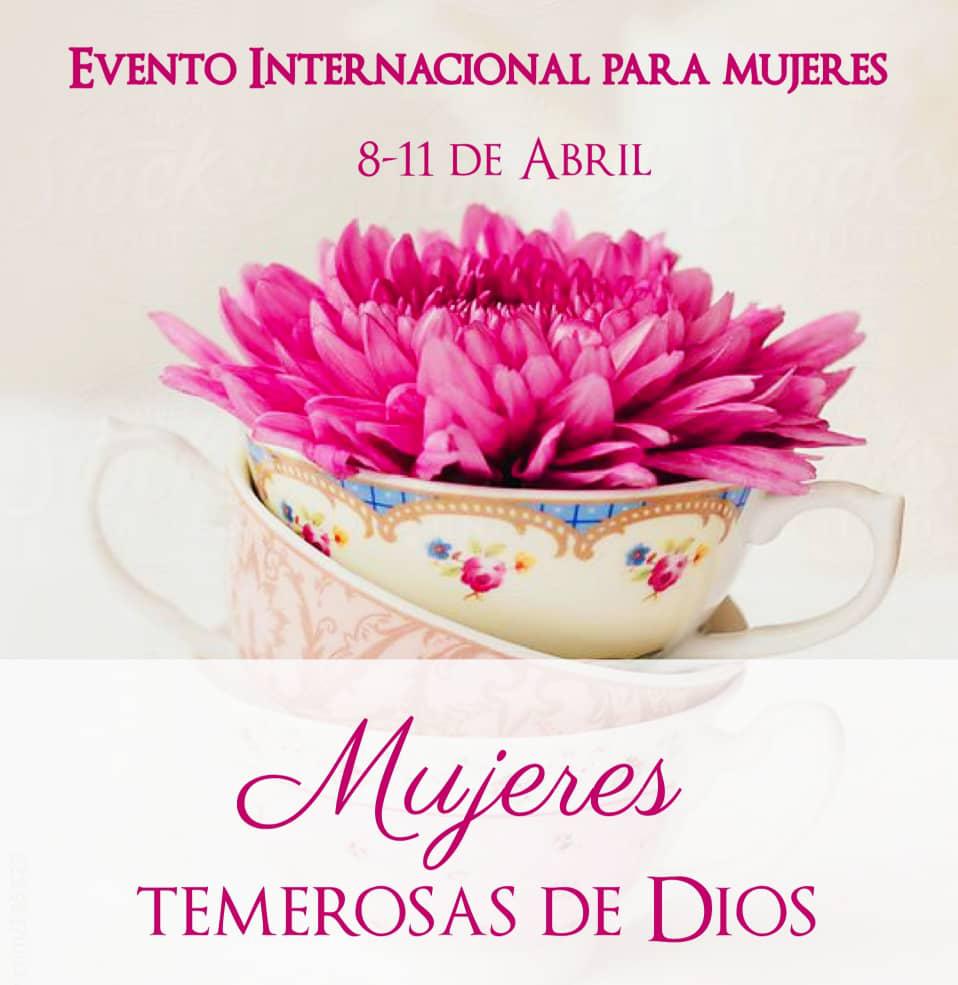 Evento Internacional para mujeres
8-11 de Abril
Mujeres
temerosas de Dios